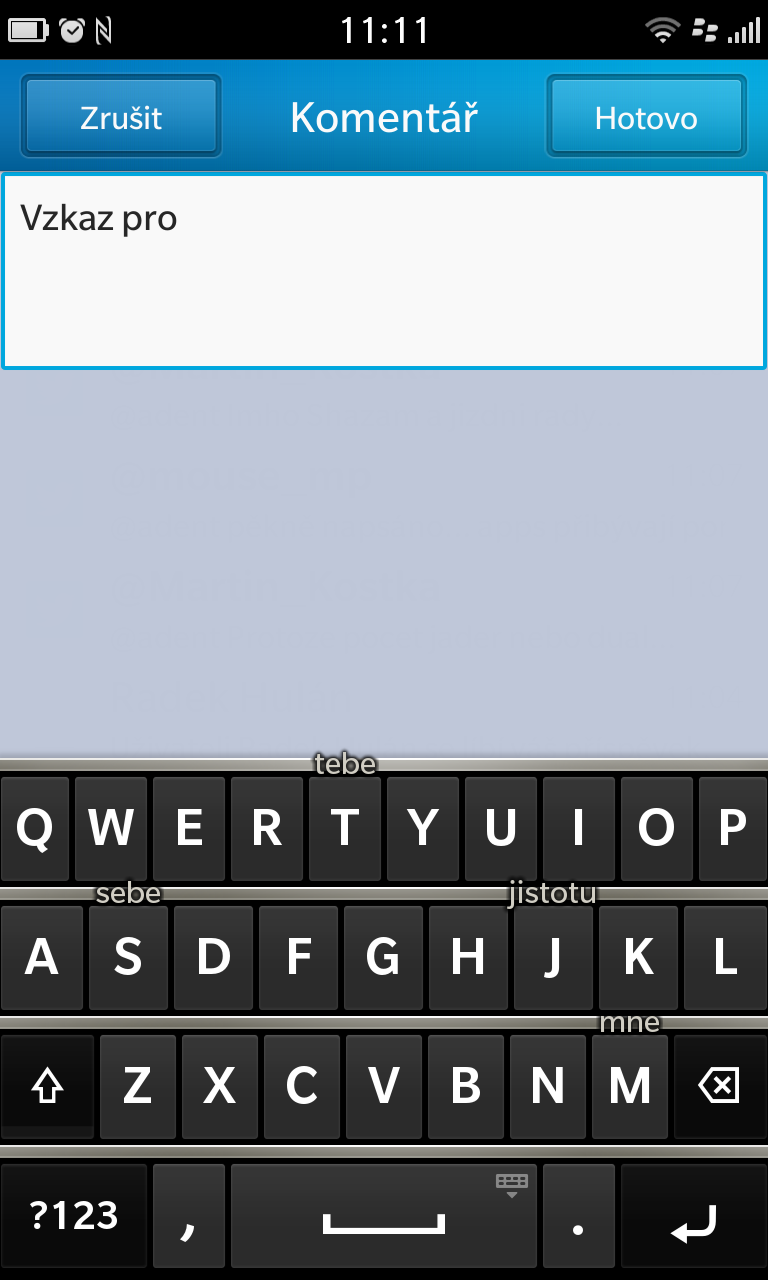 11:11
Zrušit Komentář Hotovo
Vzkaz pro
tebe
Q W E R T Y U I O P
sebe jistotu
A S D F G H J K L
mne
Z X C V B N M
?123 , .